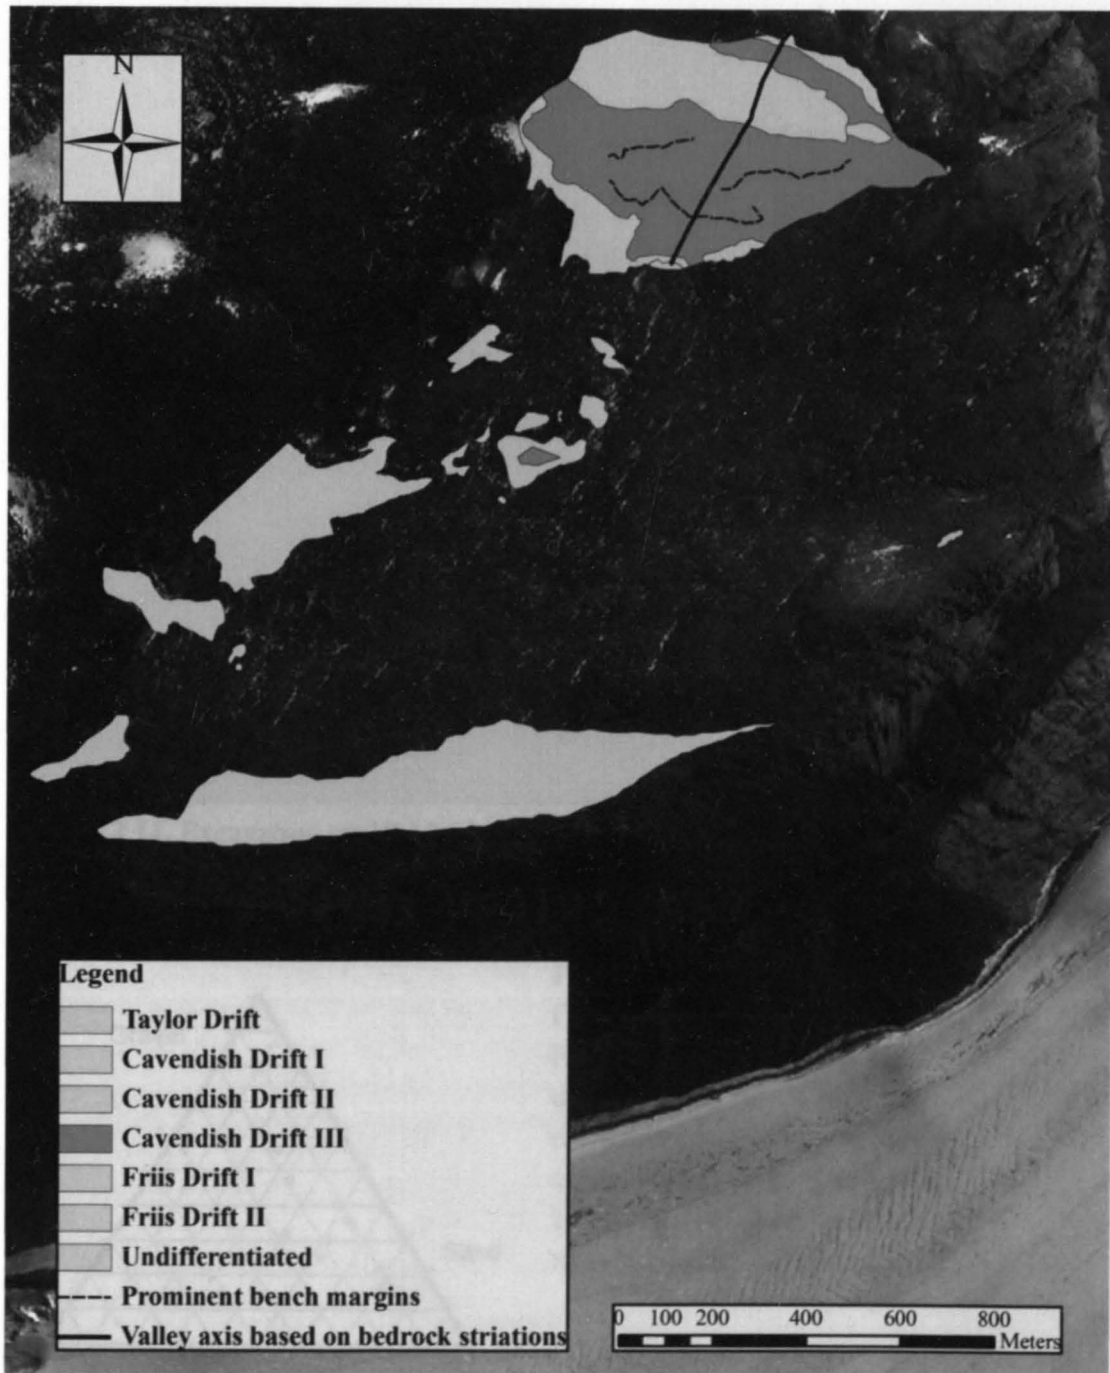 N
Legend
Taylor Drift
Cavendish Drift I
Cavendish Drift II
Cavendish Drift III
Friis Drift I
Friis Drift II
Undifferentiated
Prominent bench margins
Valley axis based on bedrock striations
0 100 200 400 600 800
Meters